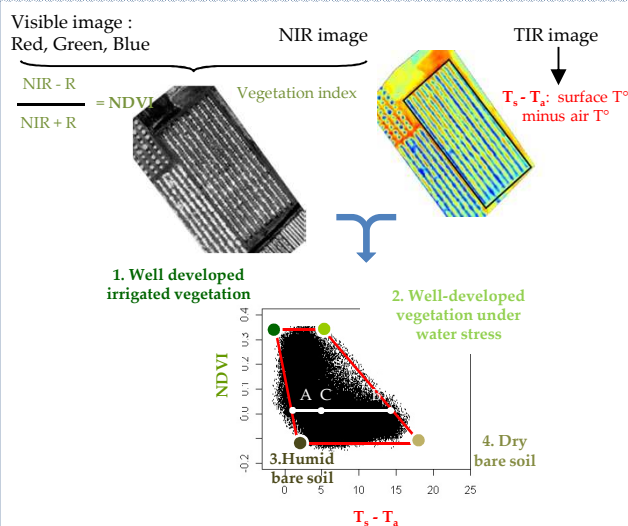 Visible image :
Red, Green, Blue
NIR image
TIR image
NIR - R
NIR + R
= NDVI
Vegetation index
Ts - Ta: surface T°
minus air T°
1. Well developed
irrigated vegetation
2. Well-developed
vegetation under
water stress
NDVI
0.4
0.3
0.2
0.1
0.0
-0.2
A C B
3.Humid
bare soil
4. Dry
bare soil
0 5 10 15 20 25
Ts - Ta